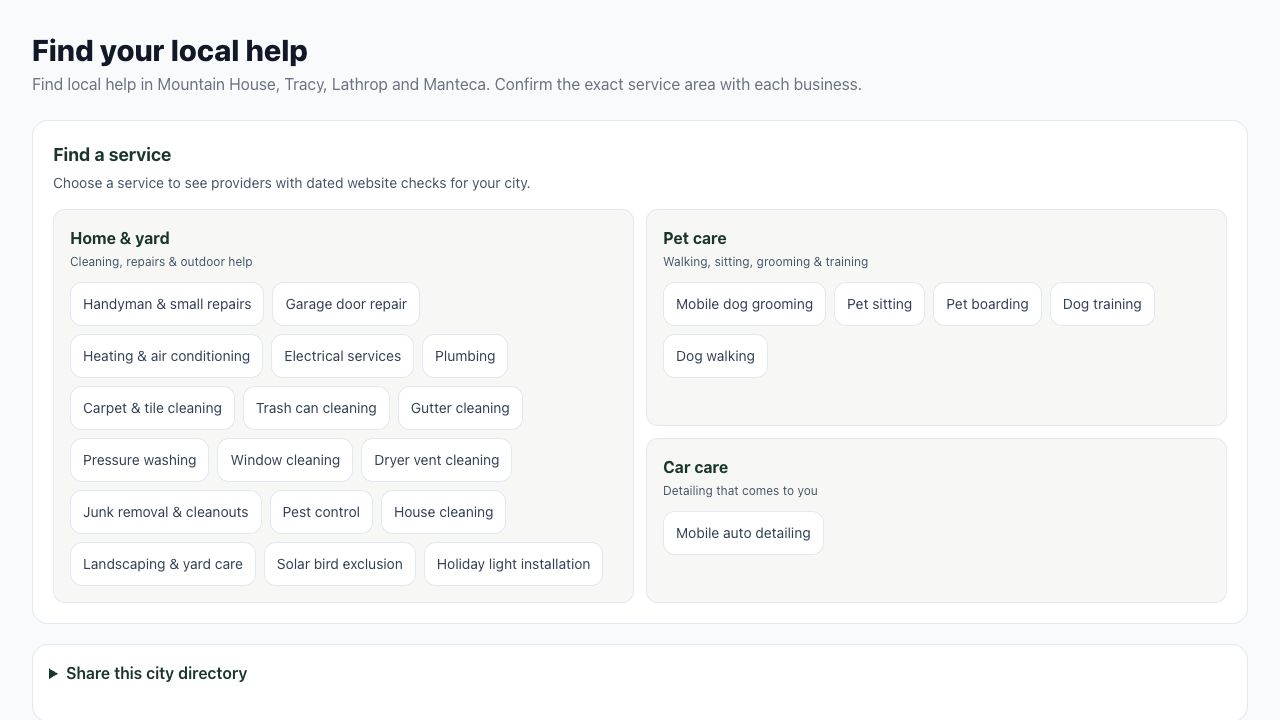 Find your local help
Find local help in Mountain House, Tracy, Lathrop and Manteca. Confirm the exact service area with each business.
Find a service
Choose a service to see providers with dated website checks for your city.
Home & yard
Cleaning, repairs & outdoor help
Handyman & small repairs
Garage door repair
Heating & air conditioning
Electrical services
Plumbing
Carpet & tile cleaning
Trash can cleaning
Gutter cleaning
Pressure washing
Window cleaning
Dryer vent cleaning
Junk removal & cleanouts
Pest control
House cleaning
Landscaping & yard care
Solar bird exclusion
Holiday light installation
Pet care
Walking, sitting, grooming & training
Mobile dog grooming
Pet sitting
Pet boarding
Dog training
Dog walking
Car care
Detailing that comes to you
Mobile auto detailing
Share this city directory